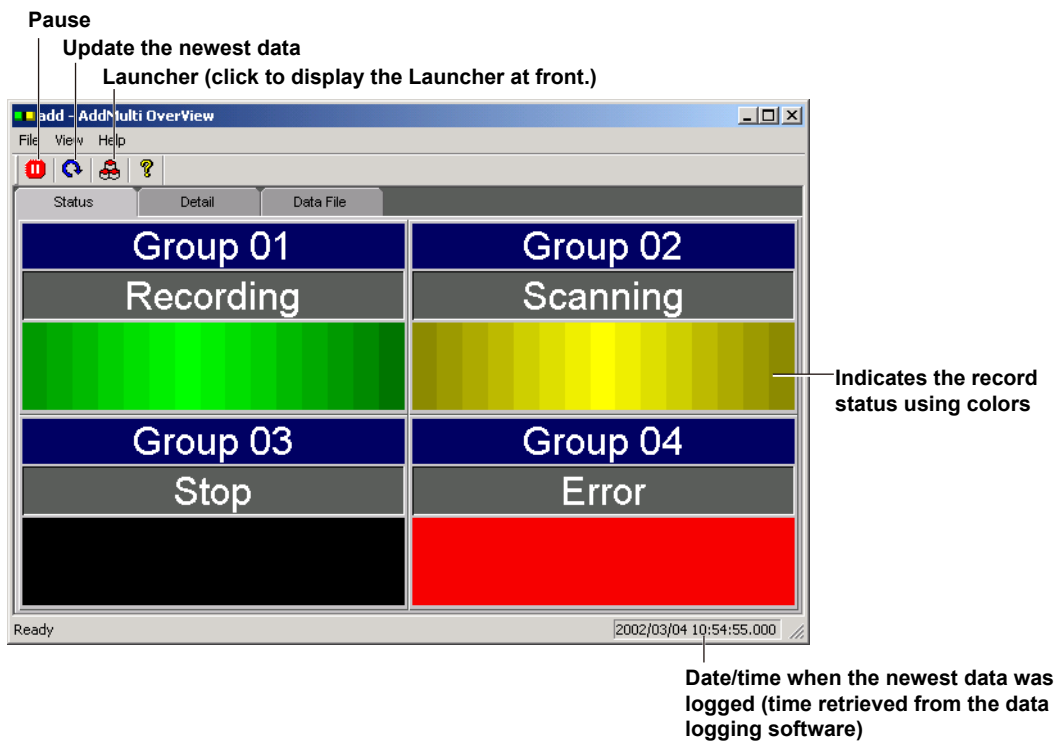 Pause
Update the newest data
Launcher (click to display the Launcher at front.)
add - AddMulti OverView
File View Help
Status Detail Data File
Group 01 Group 02
Recording Scanning
Indicates the record
status using colors
Group 03 Group 04
Stop Error
Ready 2002/03/04 10:54:55.000
Date/time when the newest data was
logged (time retrieved from the data
logging software)